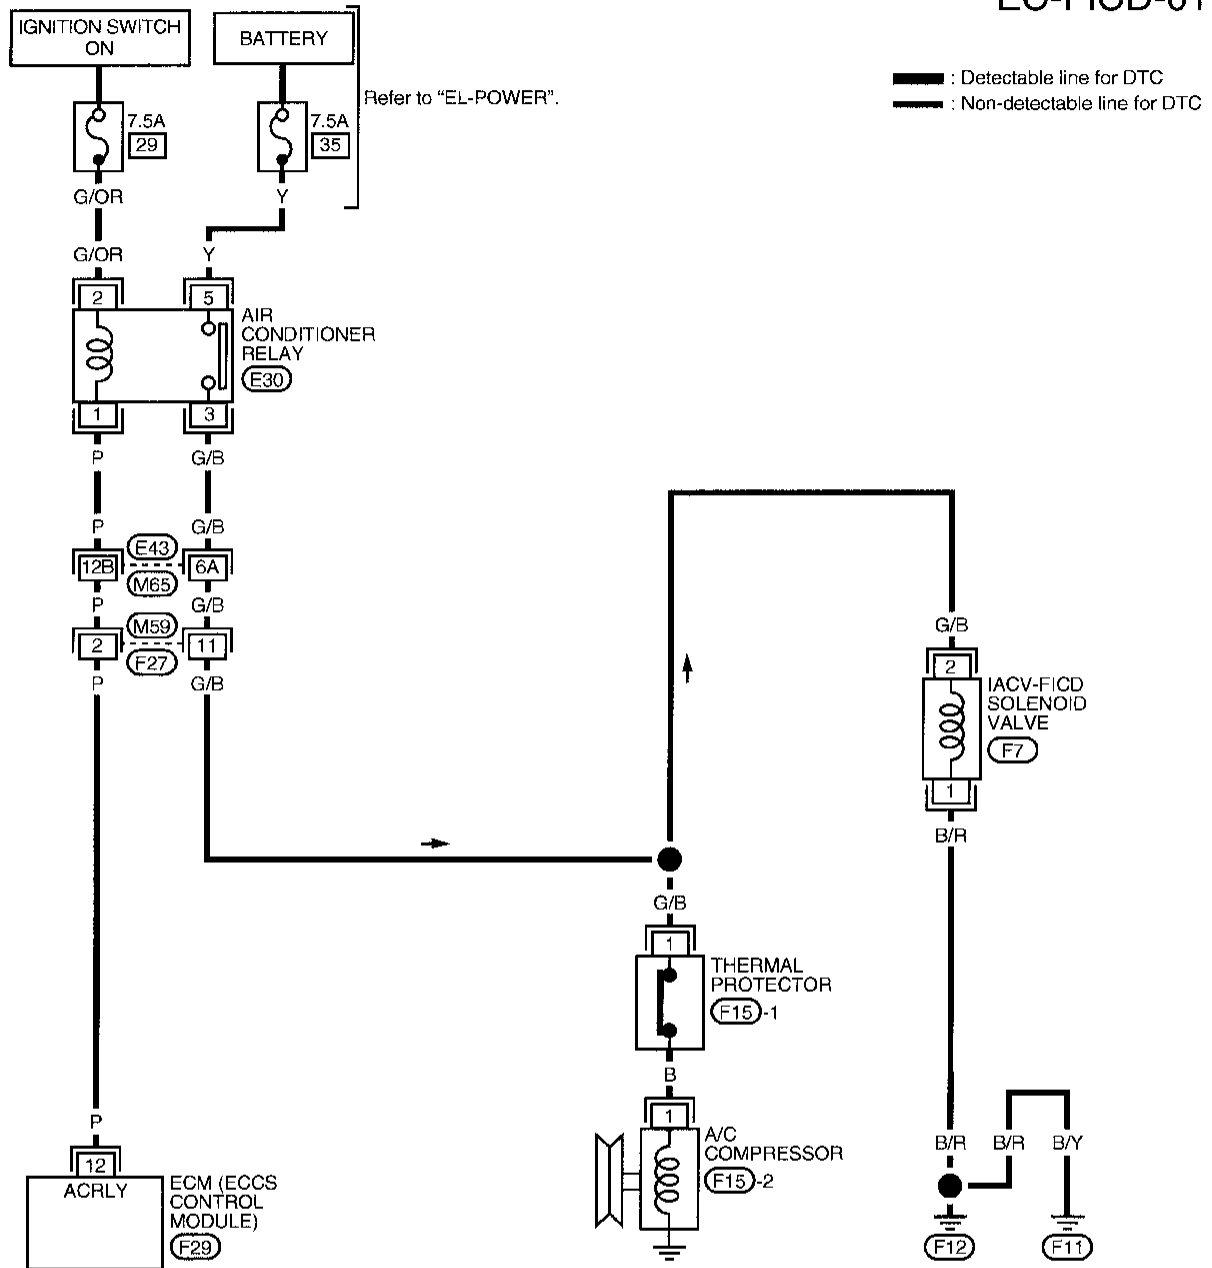 IGNITION SWITCH
ON
BATTERY
Refer to “EL-POWER”.
: Detectable line for DTC
: Non-detectable line for DTC
7.5A
29
7.5A
35
G/OR
Y
G/OR
Y
2
5
AIR
CONDITIONER
RELAY
E30
1
3
P
G/B
P
G/B
E43
12B
6A
M65
P
G/B
M59
2
11
F27
P
G/B
G/B
2
IACV-FICD
SOLENOID
VALVE
F7
1
B/R
G/B
1
THERMAL
PROTECTOR
F15 -1
B
1
A/C
COMPRESSOR
F15 -2
P
12
ACRLY
ECM (ECCS
CONTROL
MODULE)
F29
B/R
B/R
B/Y
F12
F11